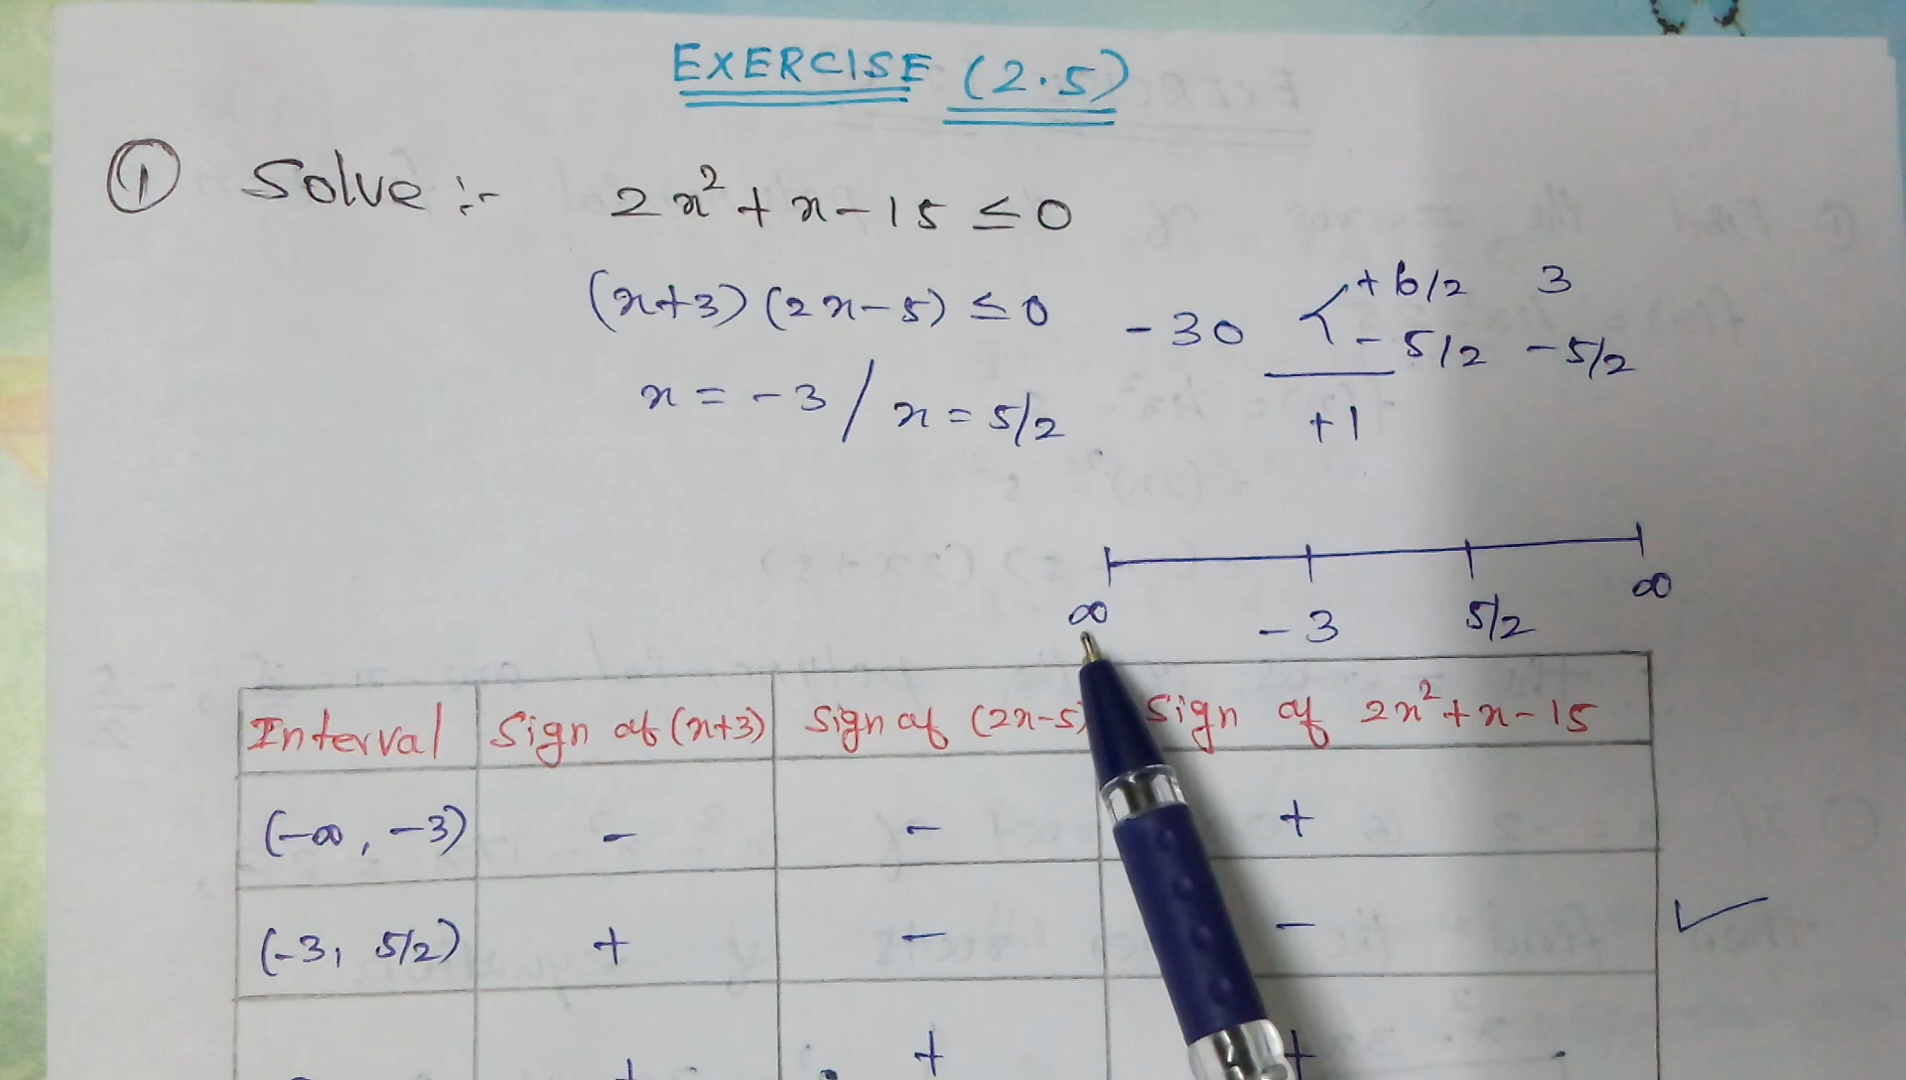 EXERCISE (2.5)
① Solve :- 2x² + x - 15 ≤ 0
(x+3) (2x-5) ≤ 0
-30
+6/2 3
-5/2 -5/2
+1
x = -3 / x = 5/2
∞ -3 5/2 ∞
Interval Sign of (x+3) Sign of (2x-5) Sign of 2x²+x-15
(-∞, -3) - - +
(-3, 5/2) + - - ✓
+ + +